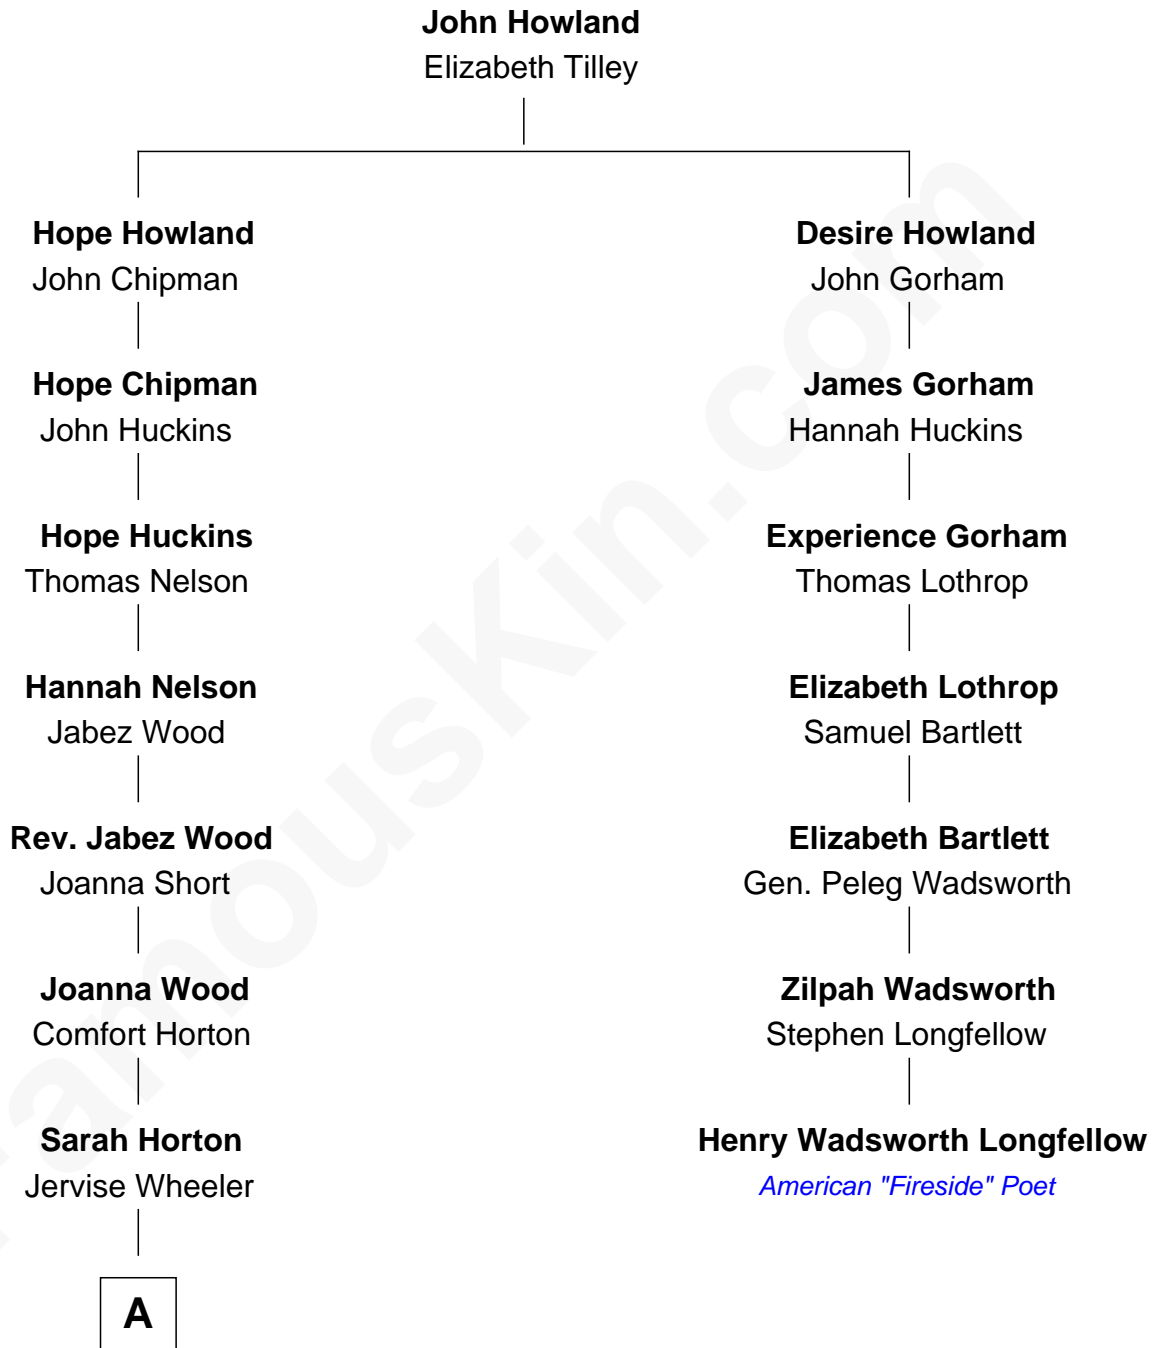 John Howland
Elizabeth Tilley
Hope Howland
John Chipman
Desire Howland
John Gorham
Hope Chipman
John Huckins
James Gorham
Hannah Huckins
Hope Huckins
Thomas Nelson
Experience Gorham
Thomas Lothrop
Hannah Nelson
Jabez Wood
Elizabeth Lothrop
Samuel Bartlett
Rev. Jabez Wood
Joanna Short
Elizabeth Bartlett
Gen. Peleg Wadsworth
Joanna Wood
Comfort Horton
Zilpah Wadsworth
Stephen Longfellow
Sarah Horton
Jervise Wheeler
Henry Wadsworth Longfellow
American "Fireside" Poet
A
FamousKin.com